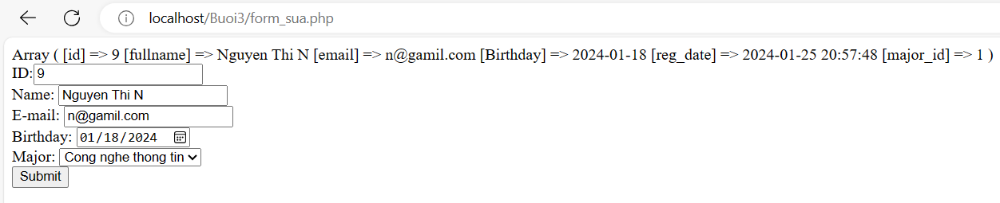 localhost/Buoi3/form_sua.php
Array ( [id] => 9 [fullname] => Nguyen Thi N [email] => n@gamil.com [Birthday] => 2024-01-18 [reg_date] => 2024-01-25 20:57:48 [major_id] => 1 )
ID: 9
Name: Nguyen Thi N
E-mail: n@gamil.com
Birthday: 01/18/2024
Major: Cong nghe thong tin
Submit